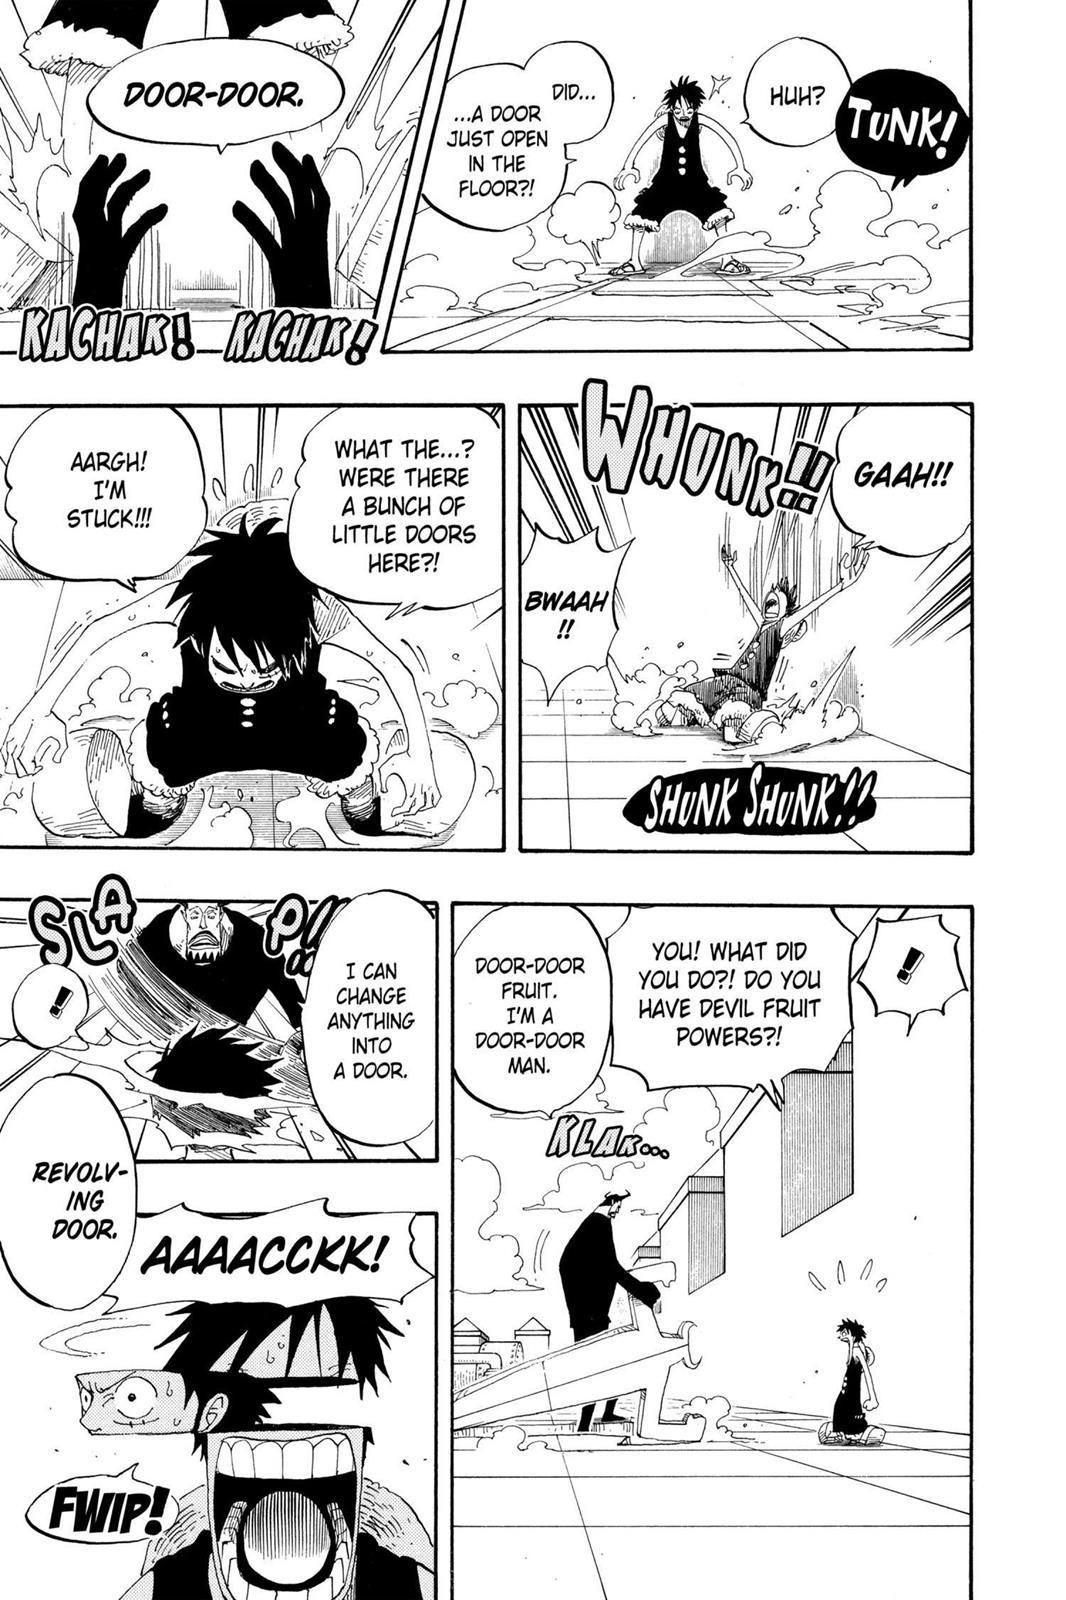 TUNK!
HUH?
DID...
...A DOOR
JUST OPEN
IN THE
FLOOR?!
DOOR-DOOR.
KACHAK! KACHAK!
GAAH!!
WHUNK!!
BWAAH
!!
SHUNK SHUNK!!
WHAT THE...?
WERE THERE
A BUNCH OF
LITTLE DOORS
HERE?!
AARGH!
I'M
STUCK!!!
!
YOU! WHAT DID
YOU DO?! DO YOU
HAVE DEVIL FRUIT
POWERS?!
DOOR-DOOR
FRUIT.
I'M A
DOOR-DOOR
MAN.
KLAK...
I CAN
CHANGE
ANYTHING
INTO
A DOOR.
SLA
!
REVOLV-
ING
DOOR.
AAAACCKK!
FWIP!